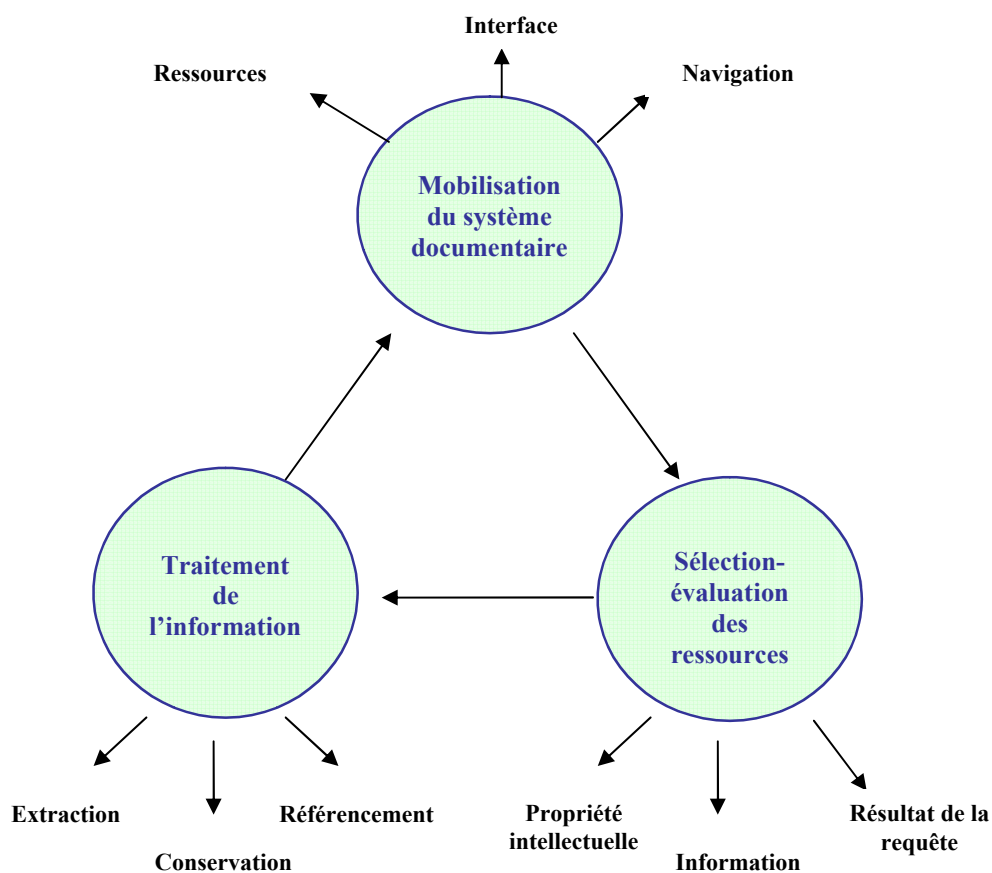 Interface
Ressources
Navigation
Mobilisation
du système
documentaire
Traitement
de
l’information
Sélection-
évaluation
des
ressources
Extraction
Conservation
Référencement
Propriété
intellectuelle
Information
Résultat de la
requête